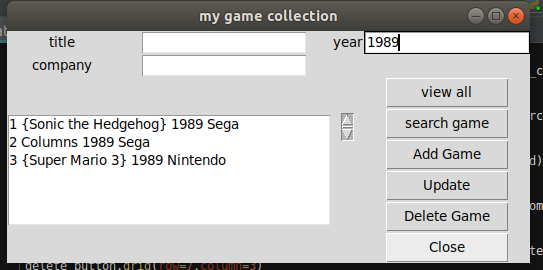 my game collection
title
year 1989
company
view all
search game
Add Game
Update
Delete Game
Close
1 {Sonic the Hedgehog} 1989 Sega
2 Columns 1989 Sega
3 {Super Mario 3} 1989 Nintendo
delete_button.grid(row=7,column=3)